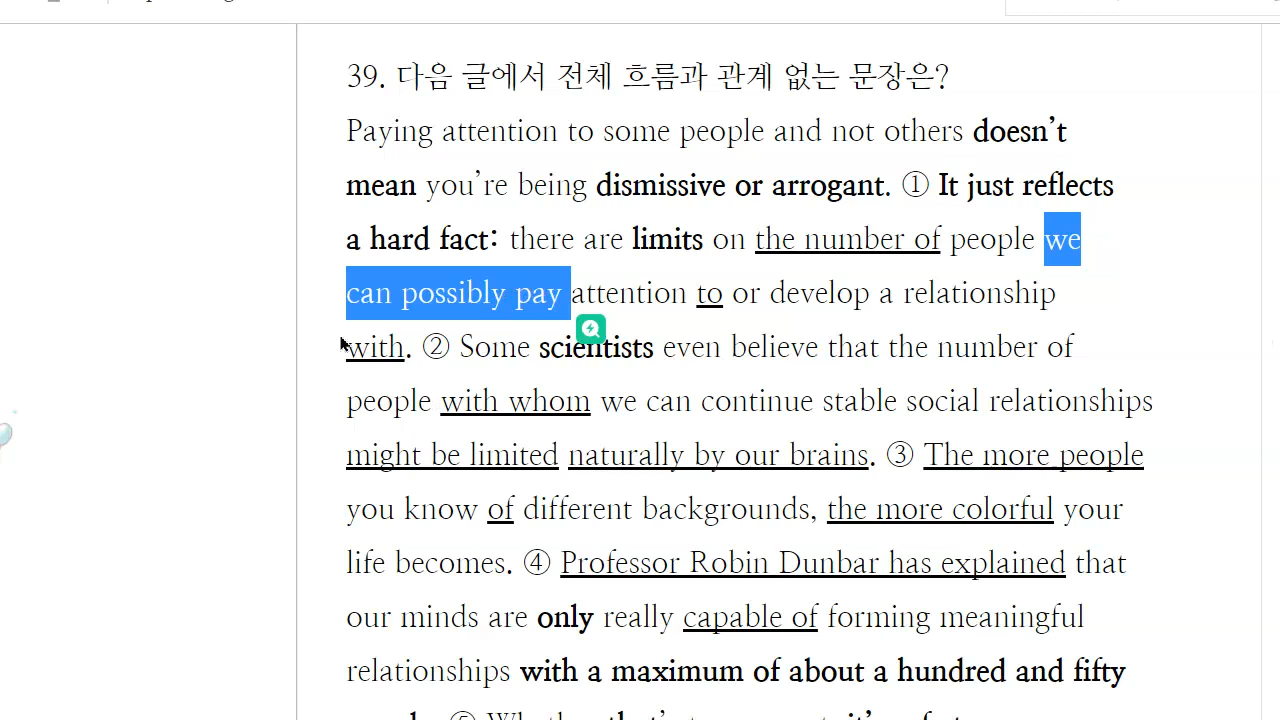 39. 다음 글에서 전체 흐름과 관계 없는 문장은?
Paying attention to some people and not others doesn't
mean you're being dismissive or arrogant. ① It just reflects
a hard fact: there are limits on the number of people we
can possibly pay attention to or develop a relationship
with. ② Some scientists even believe that the number of
people with whom we can continue stable social relationships
might be limited naturally by our brains. ③ The more people
you know of different backgrounds, the more colorful your
life becomes. ④ Professor Robin Dunbar has explained that
our minds are only really capable of forming meaningful
relationships with a maximum of about a hundred and fifty